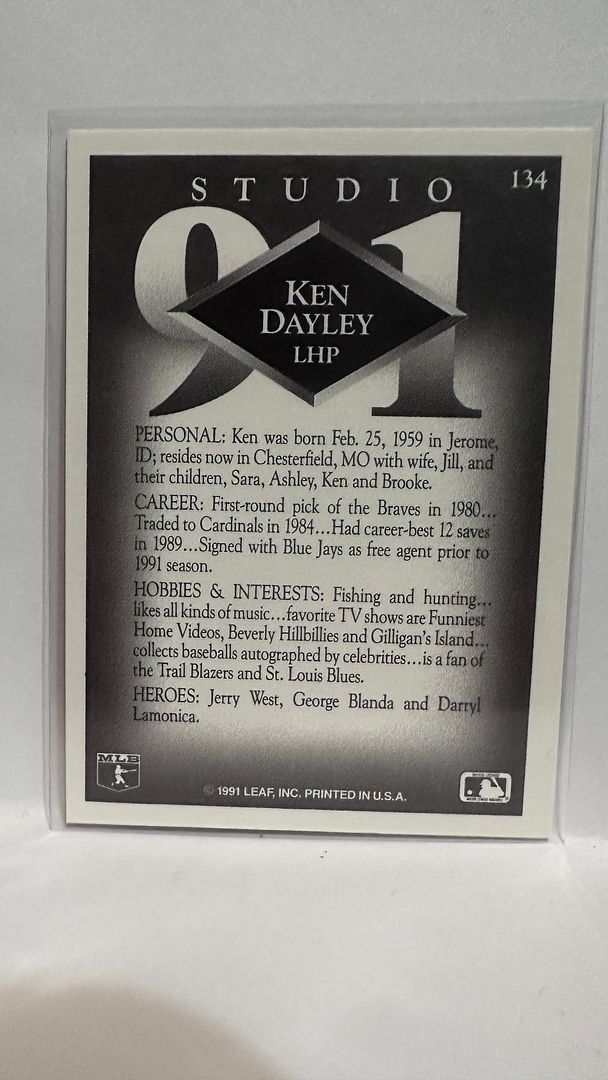 134
STUDIO
91
KEN
DAYLEY
LHP
PERSONAL: Ken was born Feb. 25, 1959 in Jerome,
ID; resides now in Chesterfield, MO with wife, Jill, and
their children, Sara, Ashley, Ken and Brooke.
CAREER: First-round pick of the Braves in 1980...
Traded to Cardinals in 1984...Had career-best 12 saves
in 1989...Signed with Blue Jays as free agent prior to
1991 season.
HOBBIES & INTERESTS: Fishing and hunting...
likes all kinds of music...favorite TV shows are Funniest
Home Videos, Beverly Hillbillies and Gilligan's Island...
collects baseballs autographed by celebrities...is a fan of
the Trail Blazers and St. Louis Blues.
HEROES: Jerry West, George Blanda and Darryl
Lamonica.
MLB
© 1991 LEAF, INC. PRINTED IN U.S.A.